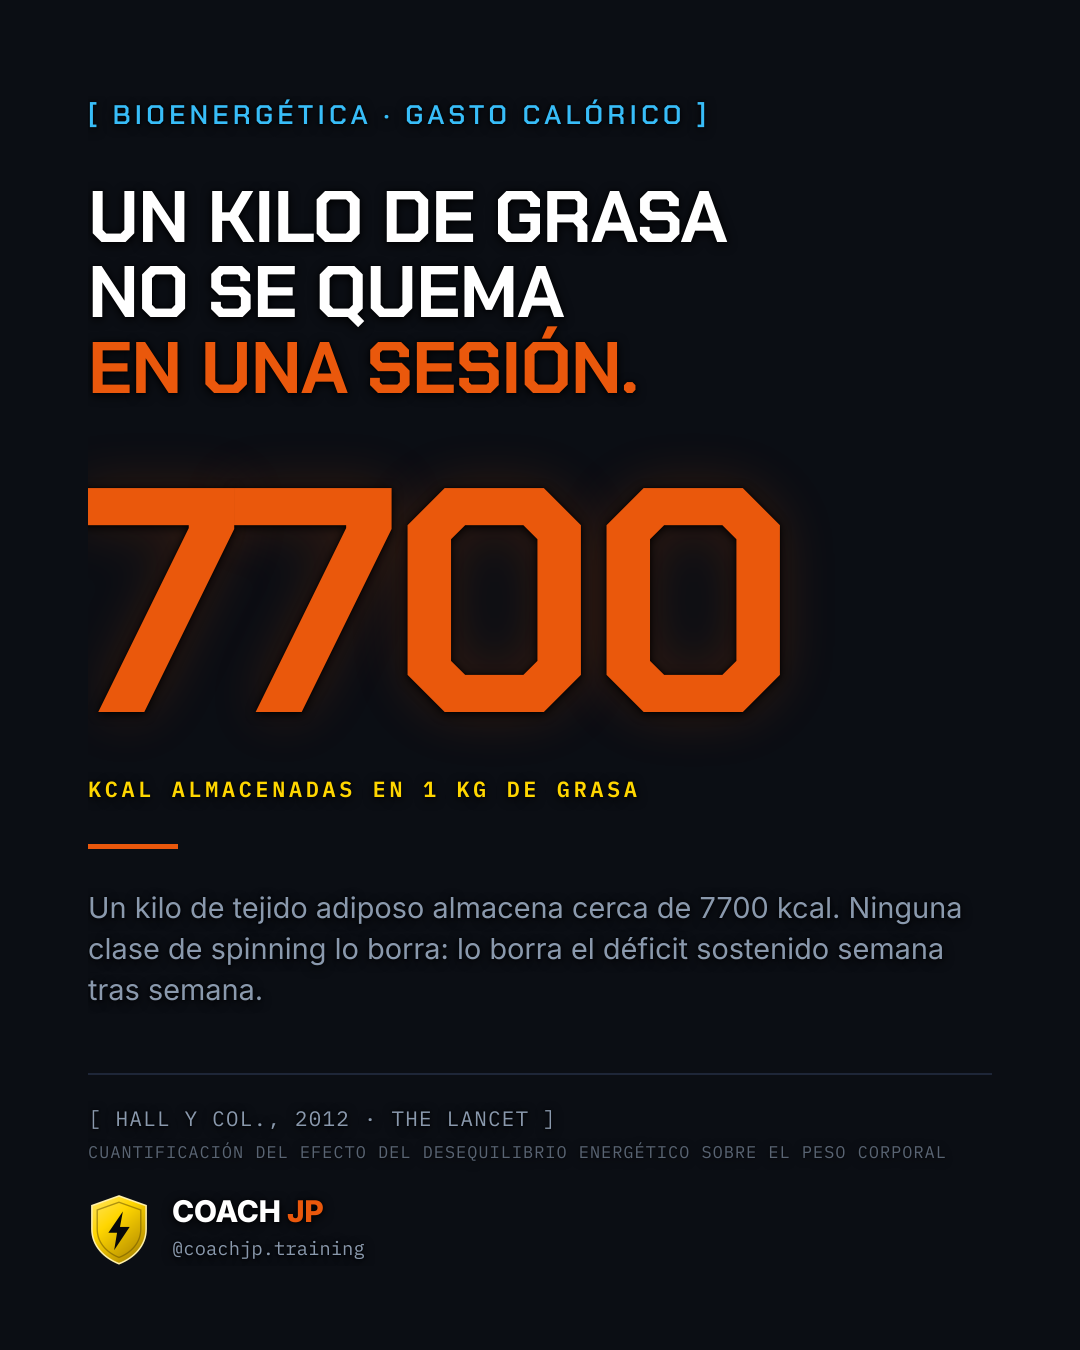 [ BIOENERGÉTICA · GASTO CALÓRICO ]
UN KILO DE GRASA
NO SE QUEMA
EN UNA SESIÓN.
7700
KCAL ALMACENADAS EN 1 KG DE GRASA
Un kilo de tejido adiposo almacena cerca de 7700 kcal. Ninguna
clase de spinning lo borra: lo borra el déficit sostenido semana
tras semana.
[ HALL Y COL., 2012 · THE LANCET ]
CUANTIFICACIÓN DEL EFECTO DEL DESEQUILIBRIO ENERGÉTICO SOBRE EL PESO CORPORAL
COACH JP
@coachjp.training